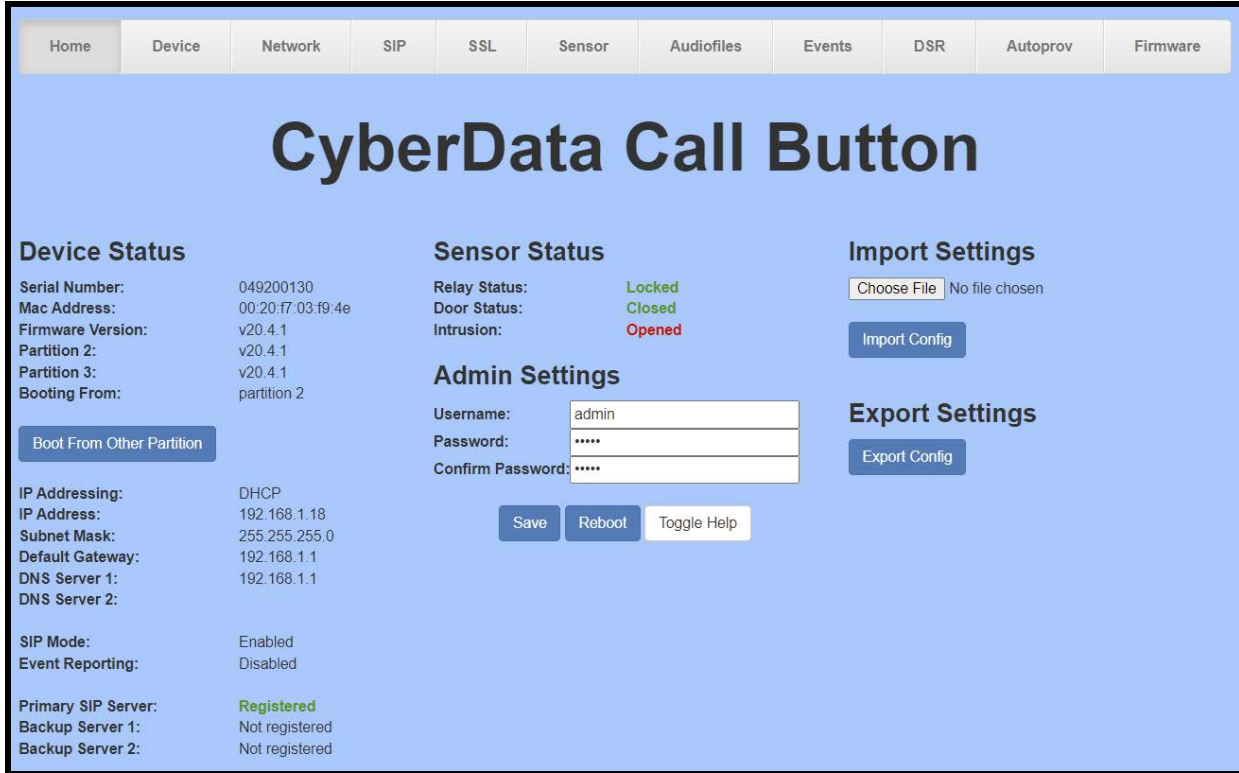 Home Device Network SIP SSL Sensor Audiofiles Events DSR Autoprov Firmware
CyberData Call Button
Device Status
Serial Number: 049200130
Mac Address: 00:20:f7:03:f9:4e
Firmware Version: v20.4.1
Partition 2: v20.4.1
Partition 3: v20.4.1
Booting From: partition 2
Boot From Other Partition
IP Addressing: DHCP
IP Address: 192.168.1.18
Subnet Mask: 255.255.255.0
Default Gateway: 192.168.1.1
DNS Server 1: 192.168.1.1
DNS Server 2:
SIP Mode: Enabled
Event Reporting: Disabled
Primary SIP Server: Registered
Backup Server 1: Not registered
Backup Server 2: Not registered
Sensor Status
Relay Status: Locked
Door Status: Closed
Intrusion: Opened
Admin Settings
Username: admin
Password: •••••
Confirm Password: •••••
Save Reboot Toggle Help
Import Settings
Choose File No file chosen
Import Config
Export Settings
Export Config